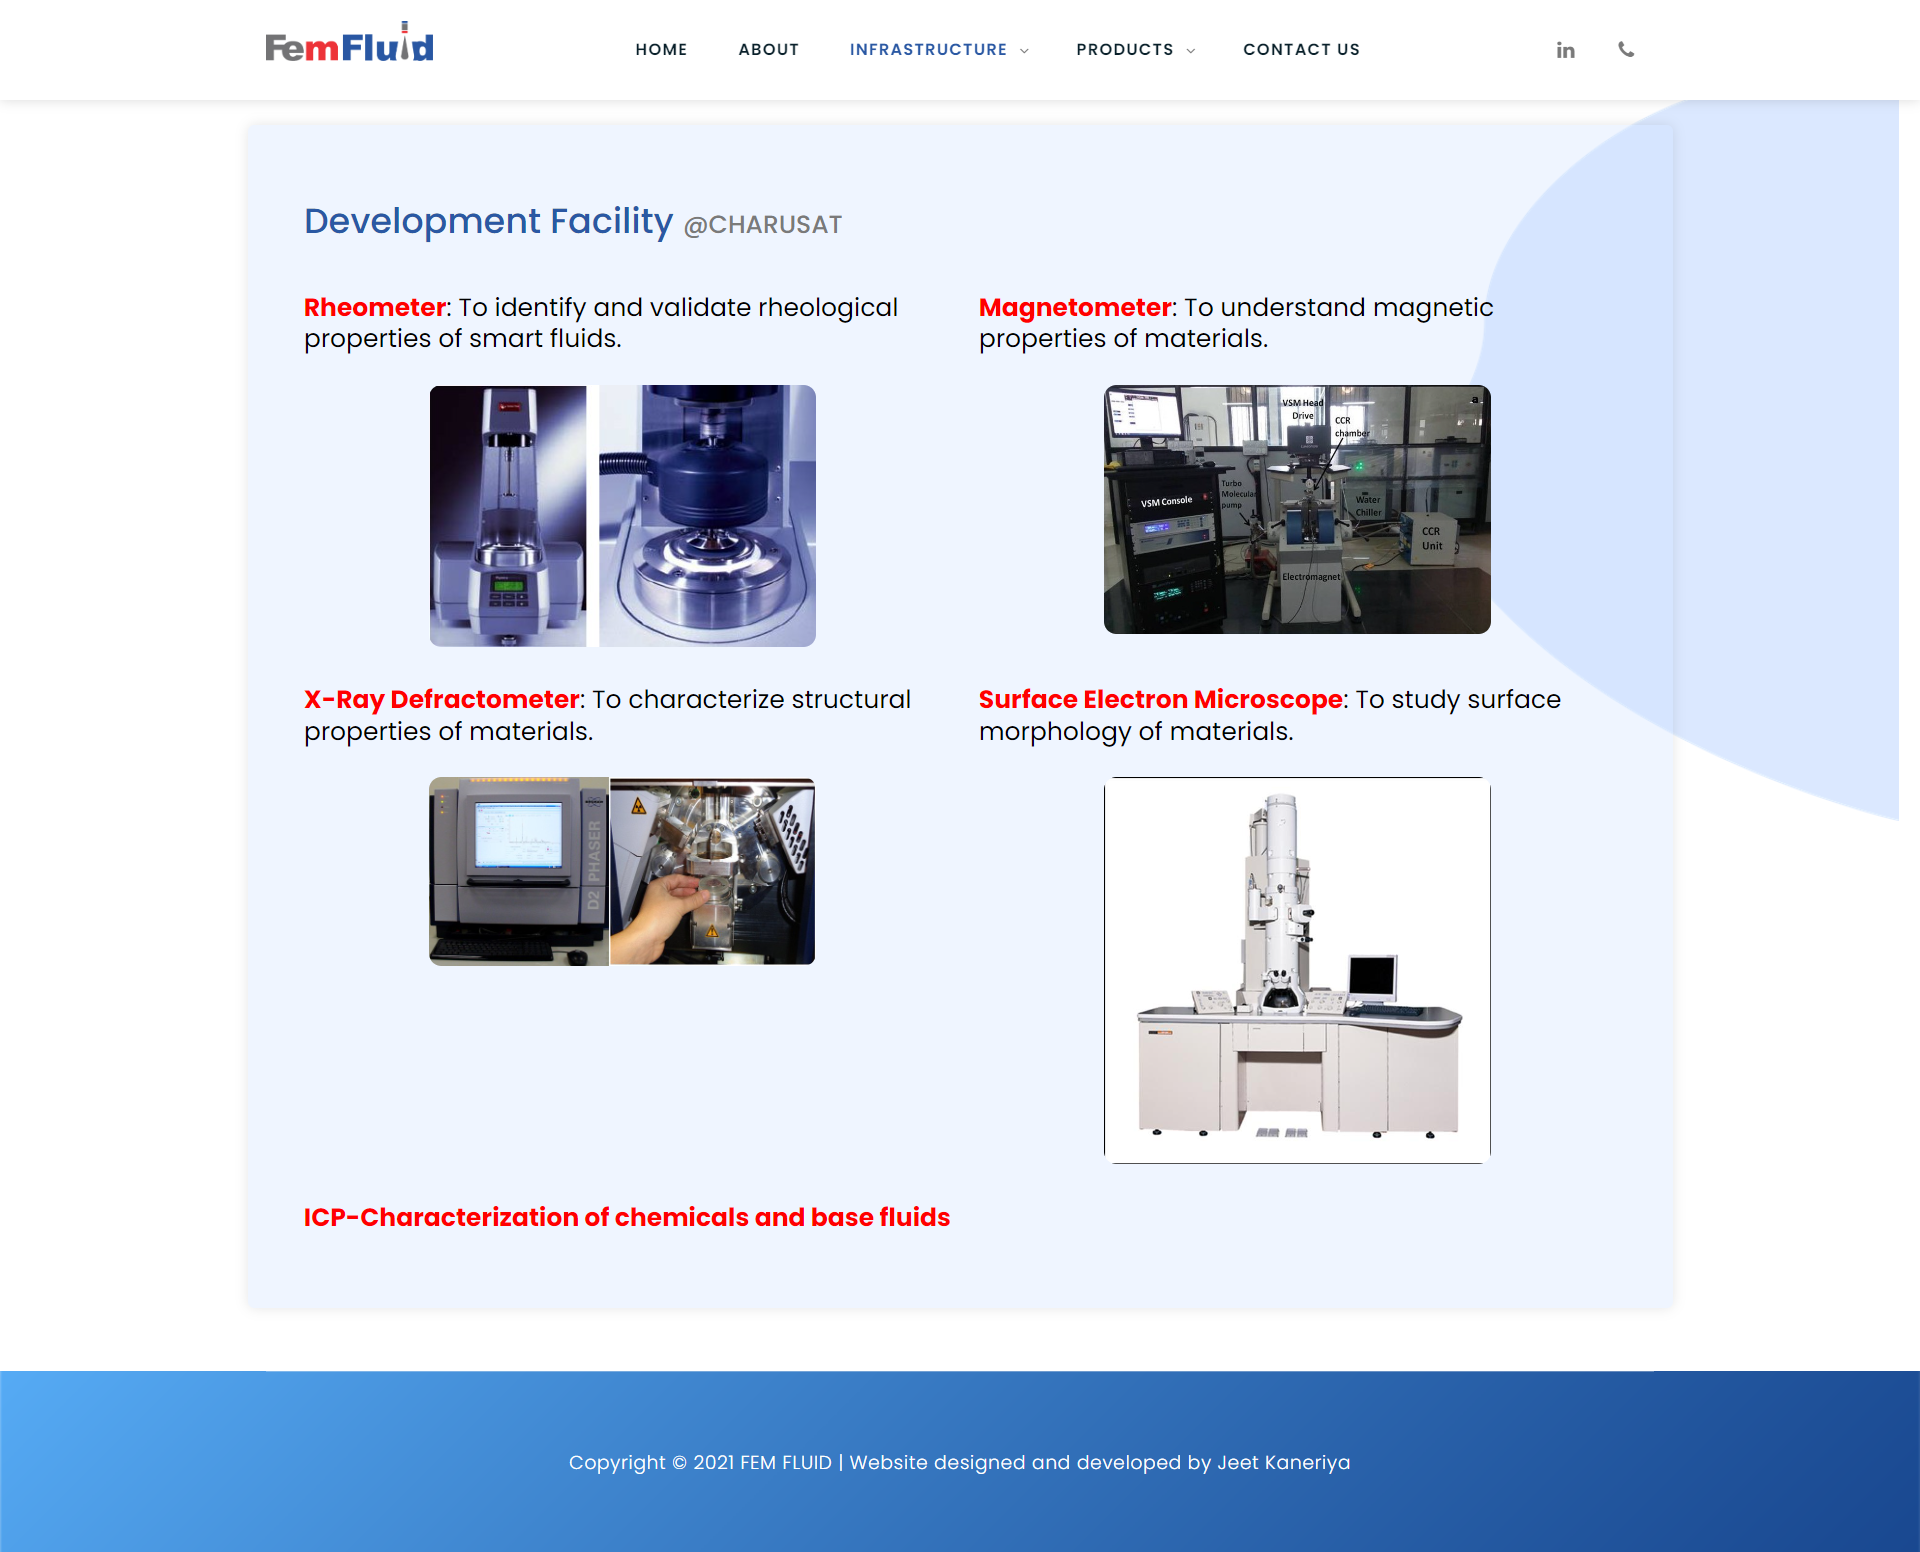 FemFluid
HOME ABOUT INFRASTRUCTURE PRODUCTS CONTACT US
Development Facility @CHARUSAT
Rheometer: To identify and validate rheological
properties of smart fluids.
Magnetometer: To understand magnetic
properties of materials.
VSM Head
Drive
CCR
chamber
a
Turbo
Molecular
pump
VSM Console
Water
Chiller
CCR
Unit
Electromagnet
X-Ray Defractometer: To characterize structural
properties of materials.
Surface Electron Microscope: To study surface
morphology of materials.
D2 PHASER
ICP-Characterization of chemicals and base fluids
Copyright © 2021 FEM FLUID | Website designed and developed by Jeet Kaneriya